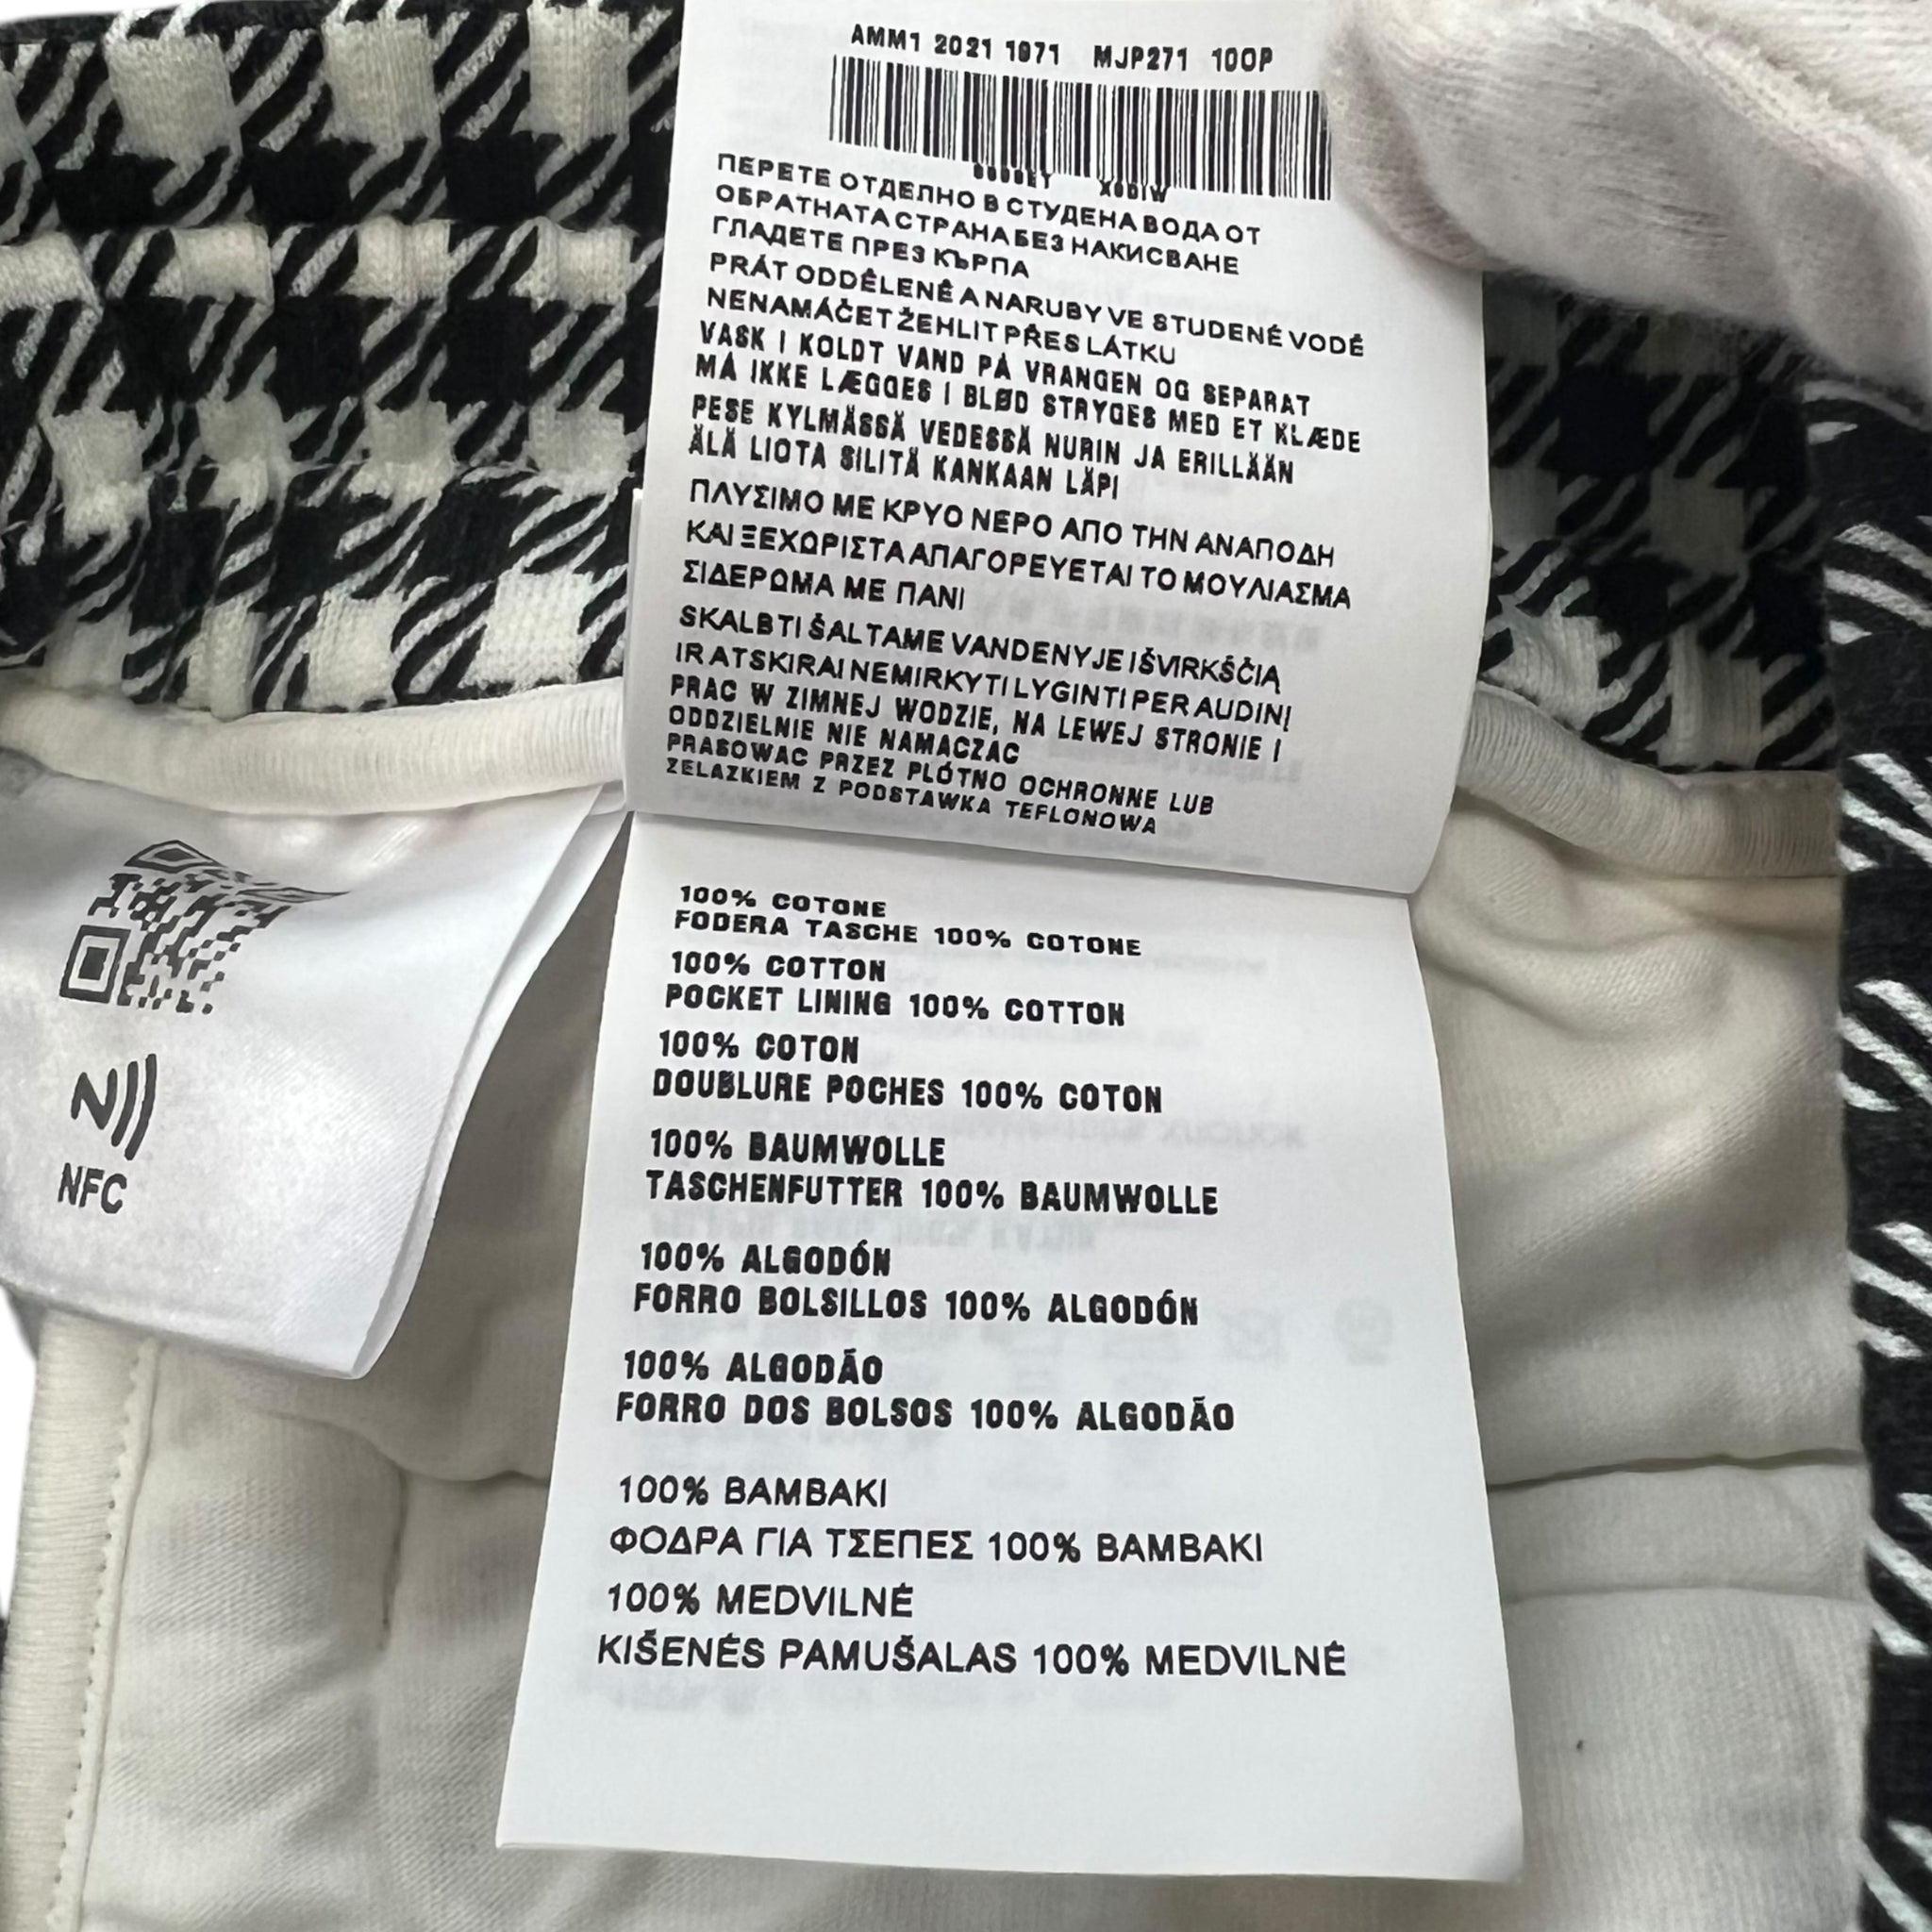 AMM1 2021 1971 MJP271 100P
ПЕРЕТЕ ОТДЕЛНО В СТУДЕНА ВОДА ОТ
ОБРАТНАТА СТРАНА БЕЗ НАКИСВАНЕ
ГЛАДЕТЕ ПРЕЗ КЪРПА
PRÁT ODDĚLENĚ A NARUBY VE STUDENÉ VODĚ
NENAMÁČET ŽEHLIT PŘES LÁTKU
VASK I KOLDT VAND PÅ VRANGEN OG SEPARAT
MÅ IKKE LÆGGES I BLØD STRYGES MED ET KLÆDE
PESE KYLMÄSSÄ VEDESSÄ NURIN JA ERILLÄÄN
ÄLÄ LIOTA SILITÄ KANKAAN LÄPI
ΠΛΥΣΙΜΟ ΜΕ ΚΡΥΟ ΝΕΡΟ ΑΠΟ ΤΗΝ ΑΝΑΠΟΔΗ
ΚΑΙ ΞΕΧΩΡΙΣΤΑ ΑΠΑΓΟΡΕΥΕΤΑΙ ΤΟ ΜΟΥΛΙΑΣΜΑ
ΣΙΔΕΡΩΜΑ ΜΕ ΠΑΝΙ
SKALBTI ŠALTAME VANDENYJE IŠVIRKŠČIĄ
IR ATSKIRAI NEMIRKYTI LYGINTI PER AUDINĮ
PRAC W ZIMNEJ WODZIE, NA LEWEJ STRONIE I
ODDZIELNIE NIE NAMACZAC
PRASOWAC PRZEZ PLÓTNO OCHRONNE LUB
ZELAZKIEM Z PODSTAWKA TEFLONOWA
100% COTONE
FODERA TASCHE 100% COTONE
100% COTTON
POCKET LINING 100% COTTON
100% COTON
DOUBLURE POCHES 100% COTON
100% BAUMWOLLE
TASCHENFUTTER 100% BAUMWOLLE
100% ALGODÓN
FORRO BOLSILLOS 100% ALGODÓN
100% ALGODÃO
FORRO DOS BOLSOS 100% ALGODÃO
100% BAMBAKI
ΦΟΔΡΑ ΓΙΑ ΤΣΕΠΕΣ 100% BAMBAKI
100% MEDVILNĖ
KIŠENĖS PAMUŠALAS 100% MEDVILNĖ
NFC